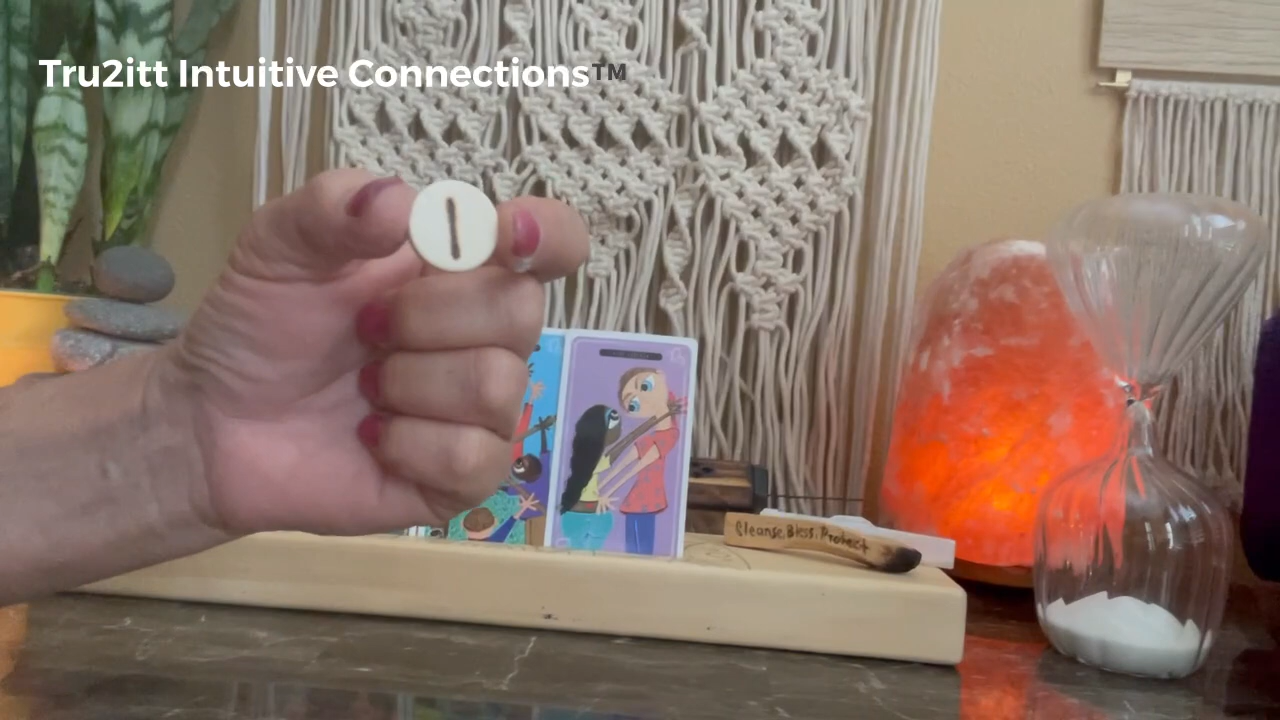 Tru2itt Intuitive Connections™
Cleanse, Bless, Protect